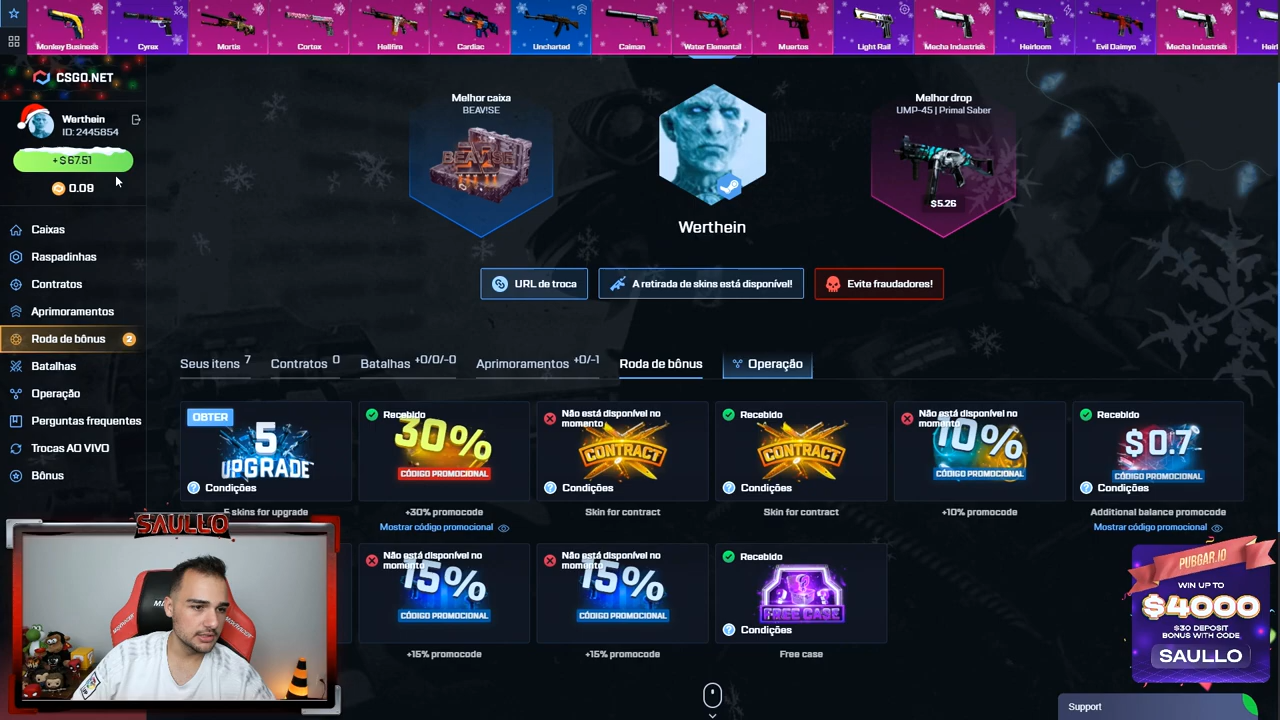 Monkey Business
Cyrex
Mortis
Cortex
Hellfire
Cardiac
Uncharted
Caiman
Water Elemental
Muertos
Light Rail
Mecha Industries
Heirloom
Evil Daimyo
Mecha Industries
CSGO.NET
Werthein
ID: 2445854
+ $ 67.51
0.09
Caixas
Raspadinhas
Contratos
Aprimoramentos
Roda de bônus 2
Batalhas
Operação
Perguntas frequentes
Trocas AO VIVO
Bônus
Melhor caixa
BEAV!SE
BEAVISE
Werthein
Melhor drop
UMP-45 | Primal Saber
$5.26
URL de troca
A retirada de skins está disponível!
Evite fraudadores!
Seus itens 7
Contratos 0
Batalhas +0/0/-0
Aprimoramentos +0/-1
Roda de bônus
Operação
OBTER
5
UPGRADE
Condições
5 skins for upgrade
Recebido
30%
CÓDIGO PROMOCIONAL
+30% promocode
Mostrar código promocional
Não está disponível no
momento
CONTRACT
Condições
Skin for contract
Recebido
CONTRACT
Condições
Skin for contract
Não está disponível no
momento
10%
CÓDIGO PROMOCIONAL
+10% promocode
Recebido
$0.7
CÓDIGO PROMOCIONAL
Condições
Additional balance promocode
Mostrar código promocional
Não está disponível no
momento
15%
CÓDIGO PROMOCIONAL
+15% promocode
Não está disponível no
momento
15%
CÓDIGO PROMOCIONAL
+15% promocode
Recebido
FREE CASE
Condições
Free case
SAULLO
PUBGAR.IO
WIN UP TO
$4000
$30 DEPOSIT
BONUS WITH CODE
SAULLO
Support